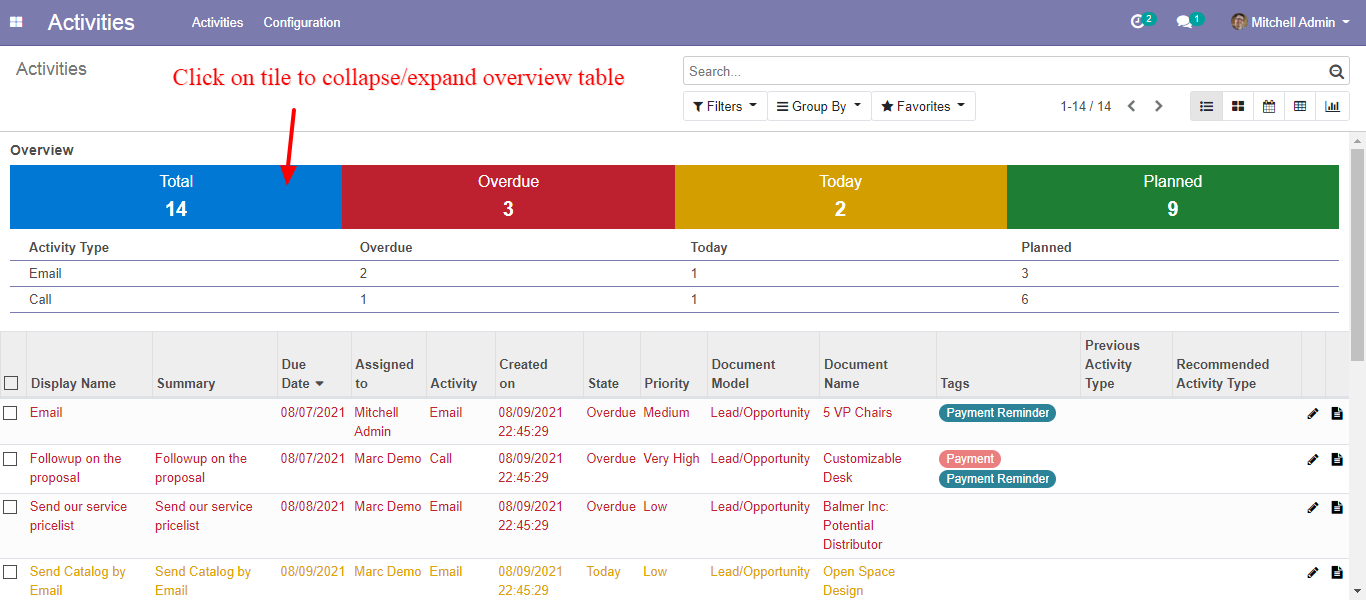 Activities Activities Configuration 2 1 Mitchell Admin
Activities
Click on tile to collapse/expand overview table
Search...
Filters Group By Favorites 1-14 / 14
Overview
Total Overdue Today Planned
14 3 2 9
Activity Type Overdue Today Planned
Email 2 1 3
Call 1 1 6
Display Name Summary Due Date Assigned to Activity Created on State Priority Document Model Document Name Tags Previous Activity Type Recommended Activity Type
Email 08/07/2021 Mitchell Admin Email 08/09/2021 22:45:29 Overdue Medium Lead/Opportunity 5 VP Chairs Payment Reminder
Followup on the proposal Followup on the proposal 08/07/2021 Marc Demo Call 08/09/2021 22:45:29 Overdue Very High Lead/Opportunity Customizable Desk Payment Payment Reminder
Send our service pricelist Send our service pricelist 08/08/2021 Marc Demo Email 08/09/2021 22:45:29 Overdue Low Lead/Opportunity Balmer Inc: Potential Distributor
Send Catalog by Email Send Catalog by Email 08/09/2021 Marc Demo Email 08/09/2021 22:45:29 Today Low Lead/Opportunity Open Space Design